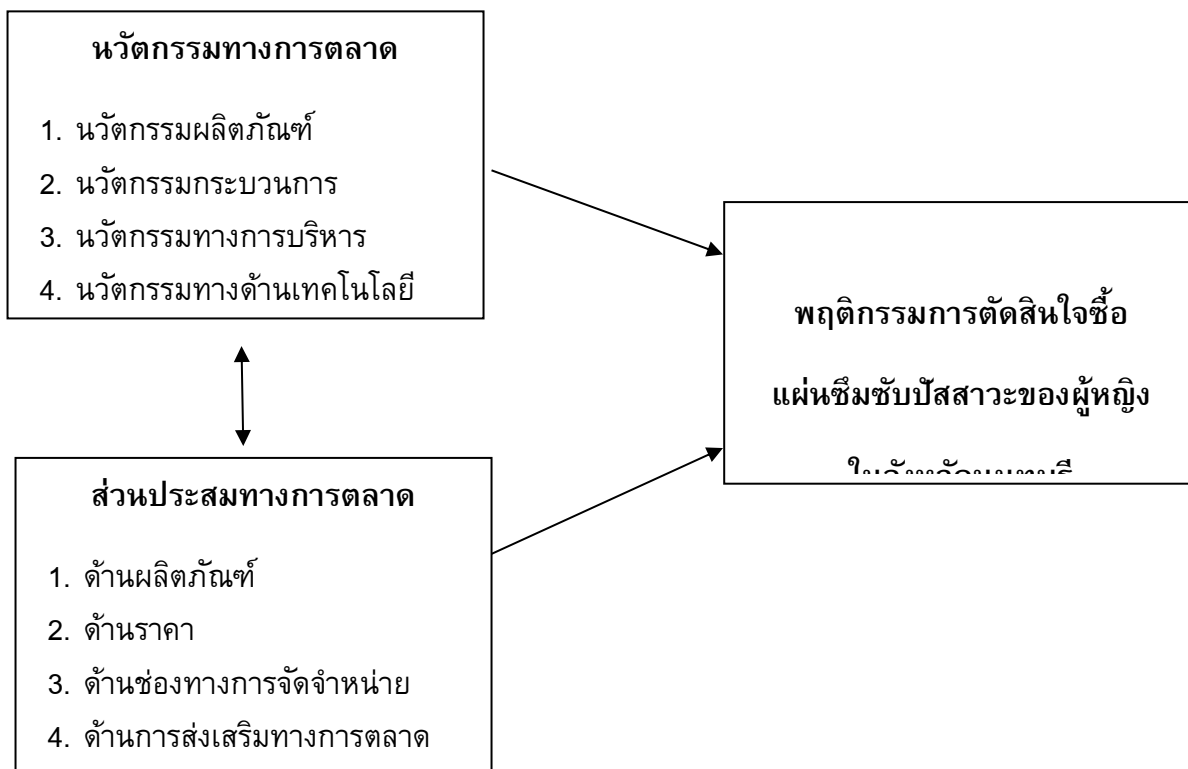 นวัตกรรมทางการตลาด
1. นวัตกรรมผลิตภัณฑ์
2. นวัตกรรมกระบวนการ
3. นวัตกรรมทางการบริหาร
4. นวัตกรรมทางด้านเทคโนโลยี
พฤติกรรมการตัดสินใจซื้อ
แผ่นซึมซับปัสสาวะของผู้หญิง
ส่วนประสมทางการตลาด
1. ด้านผลิตภัณฑ์
2. ด้านราคา
3. ด้านช่องทางการจัดจำหน่าย
4. ด้านการส่งเสริมทางการตลาด